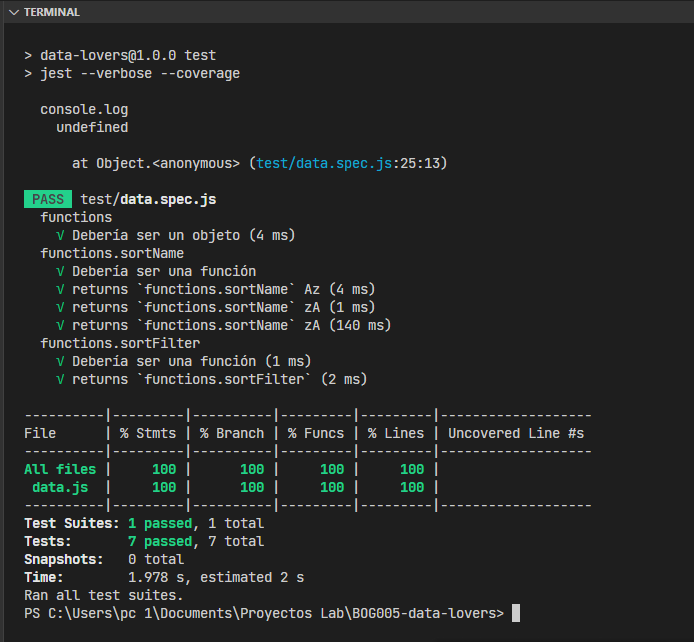 TERMINAL
> data-lovers@1.0.0 test
> jest --verbose --coverage
console.log
undefined
at Object.<anonymous> (test/data.spec.js:25:13)
PASS test/data.spec.js
functions
√ Debería ser un objeto (4 ms)
functions.sortName
√ Debería ser una función
√ returns `functions.sortName` Az (4 ms)
√ returns `functions.sortName` zA (1 ms)
√ returns `functions.sortName` zA (140 ms)
functions.sortFilter
√ Debería ser una función (1 ms)
√ returns `functions.sortFilter` (2 ms)
----------|---------|----------|---------|---------|-------------------
File      | % Stmts | % Branch | % Funcs | % Lines | Uncovered Line #s
----------|---------|----------|---------|---------|-------------------
All files |     100 |      100 |     100 |     100 |
 data.js  |     100 |      100 |     100 |     100 |
----------|---------|----------|---------|---------|-------------------
Test Suites: 1 passed, 1 total
Tests:       7 passed, 7 total
Snapshots:   0 total
Time:        1.978 s, estimated 2 s
Ran all test suites.
PS C:\Users\pc 1\Documents\Proyectos Lab\BOG005-data-lovers>